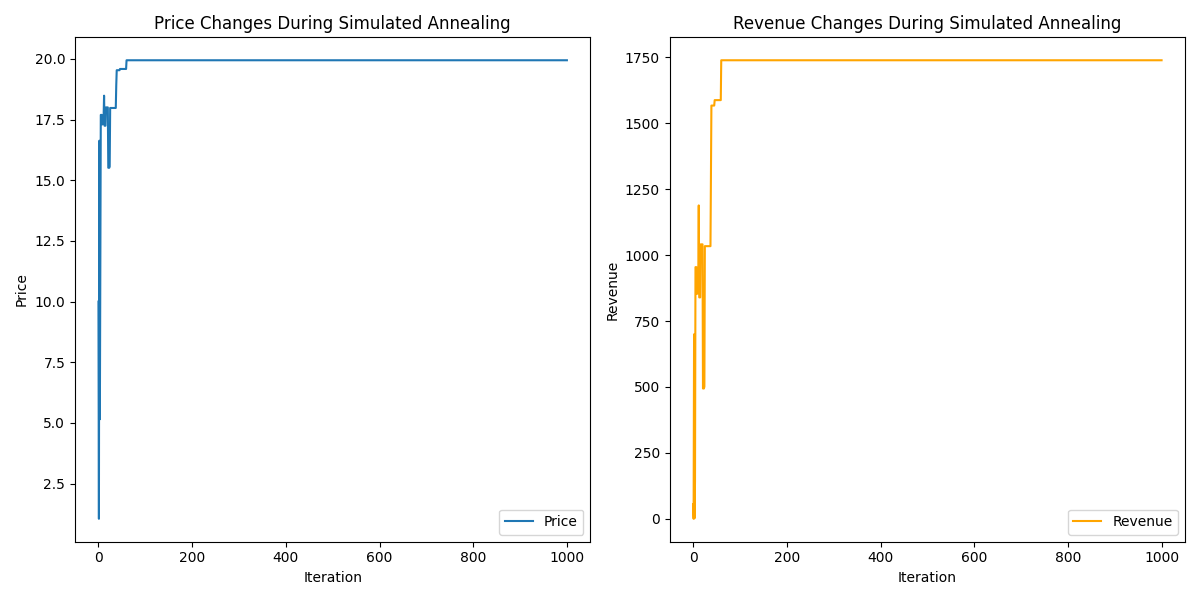 Price Changes During Simulated Annealing
20.0
17.5
15.0
12.5
10.0
7.5
5.0
2.5
Price
0 200 400 600 800 1000
Iteration
Price
Revenue Changes During Simulated Annealing
1750
1500
1250
1000
750
500
250
0
Revenue
0 200 400 600 800 1000
Iteration
Revenue